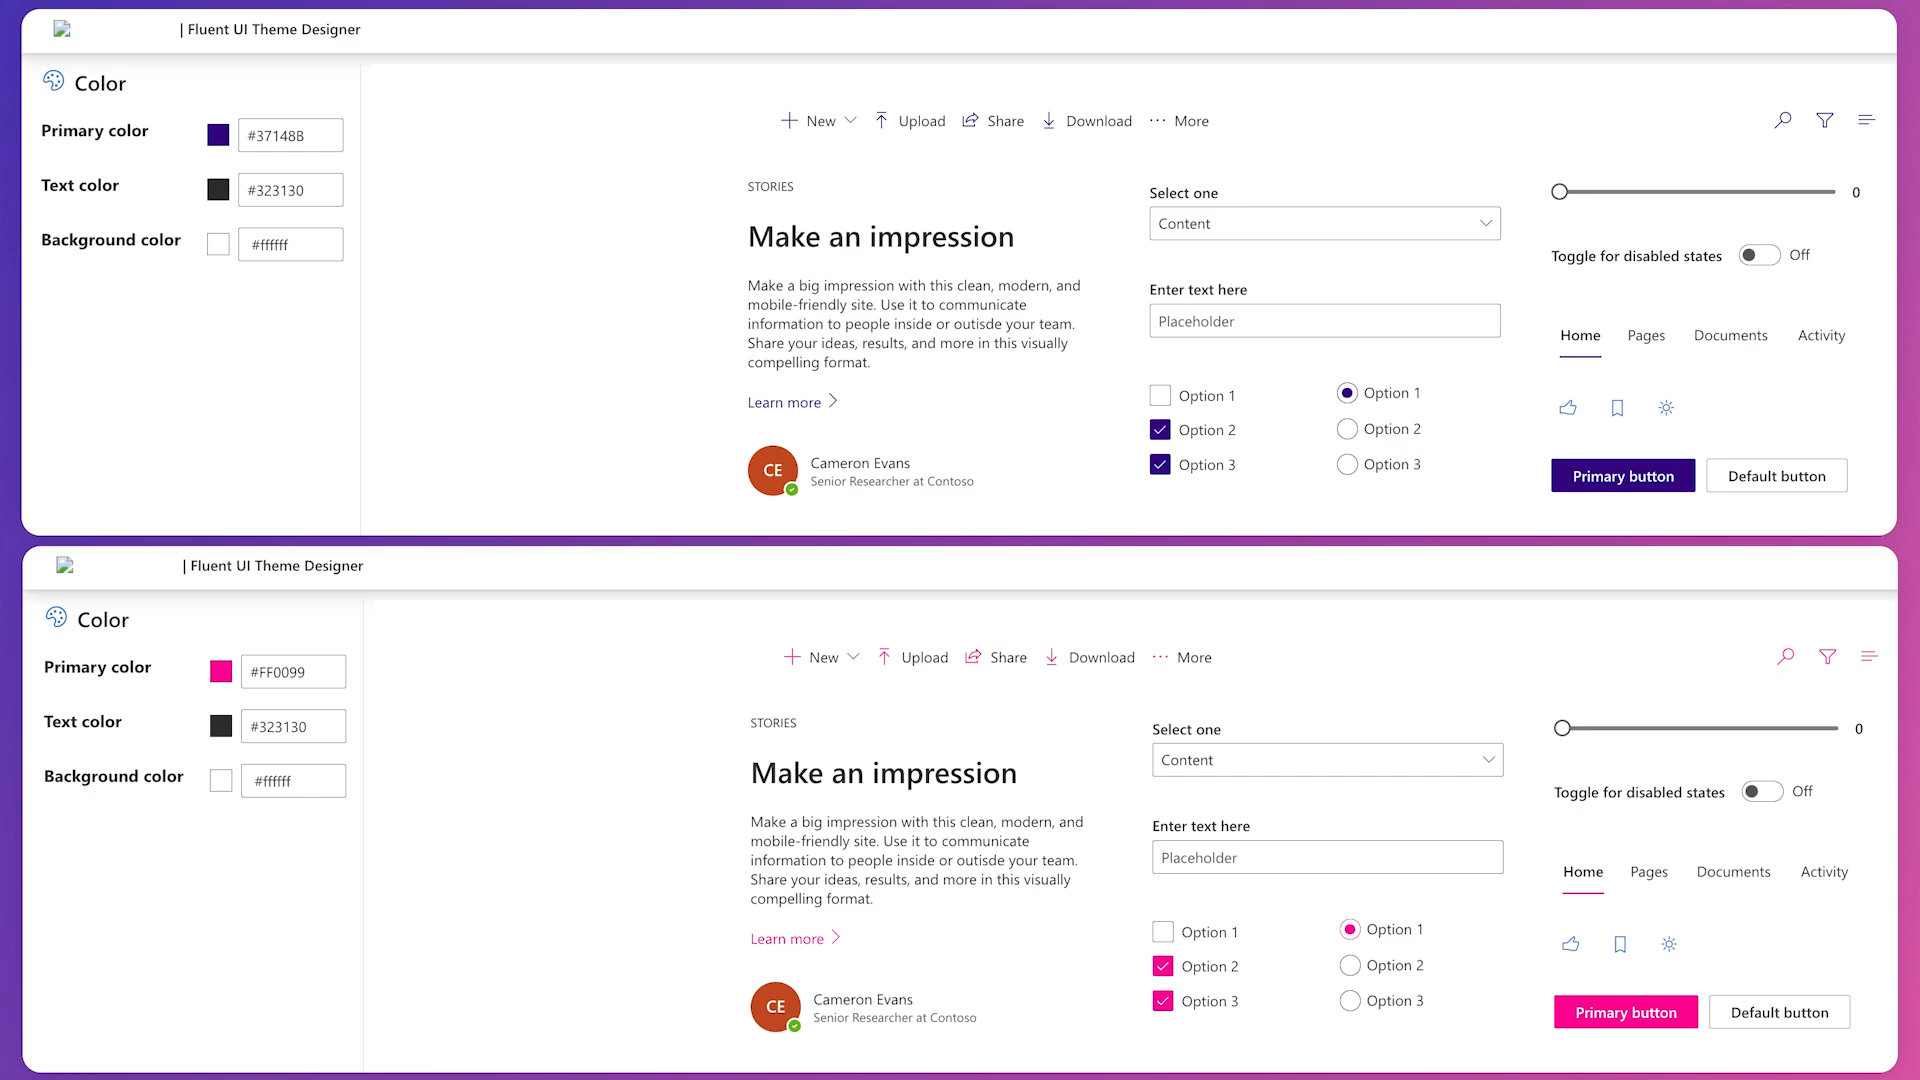 | Fluent UI Theme Designer
Color
Primary color
#37148B
Text color
#323130
Background color
#ffffff
New
Upload
Share
Download
More
STORIES
Make an impression
Make a big impression with this clean, modern, and
mobile-friendly site. Use it to communicate
information to people inside or outisde your team.
Share your ideas, results, and more in this visually
compelling format.
Learn more
CE
Cameron Evans
Senior Researcher at Contoso
Select one
Content
Enter text here
Placeholder
Option 1
Option 2
Option 3
Option 1
Option 2
Option 3
0
Toggle for disabled states
Off
Home
Pages
Documents
Activity
Primary button
Default button
| Fluent UI Theme Designer
Color
Primary color
#FF0099
Text color
#323130
Background color
#ffffff
New
Upload
Share
Download
More
STORIES
Make an impression
Make a big impression with this clean, modern, and
mobile-friendly site. Use it to communicate
information to people inside or outisde your team.
Share your ideas, results, and more in this visually
compelling format.
Learn more
CE
Cameron Evans
Senior Researcher at Contoso
Select one
Content
Enter text here
Placeholder
Option 1
Option 2
Option 3
Option 1
Option 2
Option 3
0
Toggle for disabled states
Off
Home
Pages
Documents
Activity
Primary button
Default button